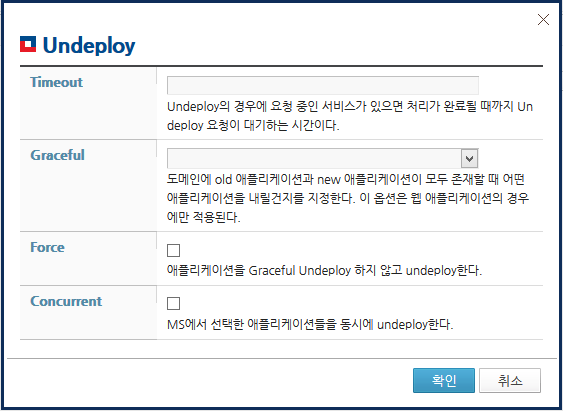 Undeploy
Timeout
Undeploy의 경우에 요청 중인 서비스가 있으면 처리가 완료될 때까지 Un
deploy 요청이 대기하는 시간이다.
Graceful
도메인에 old 애플리케이션과 new 애플리케이션이 모두 존재할 때 어떤
애플리케이션을 내릴건지를 지정한다. 이 옵션은 웹 애플리케이션의 경우
에만 적용된다.
Force
애플리케이션을 Graceful Undeploy 하지 않고 undeploy한다.
Concurrent
MS에서 선택한 애플리케이션들을 동시에 undeploy한다.
확인 취소